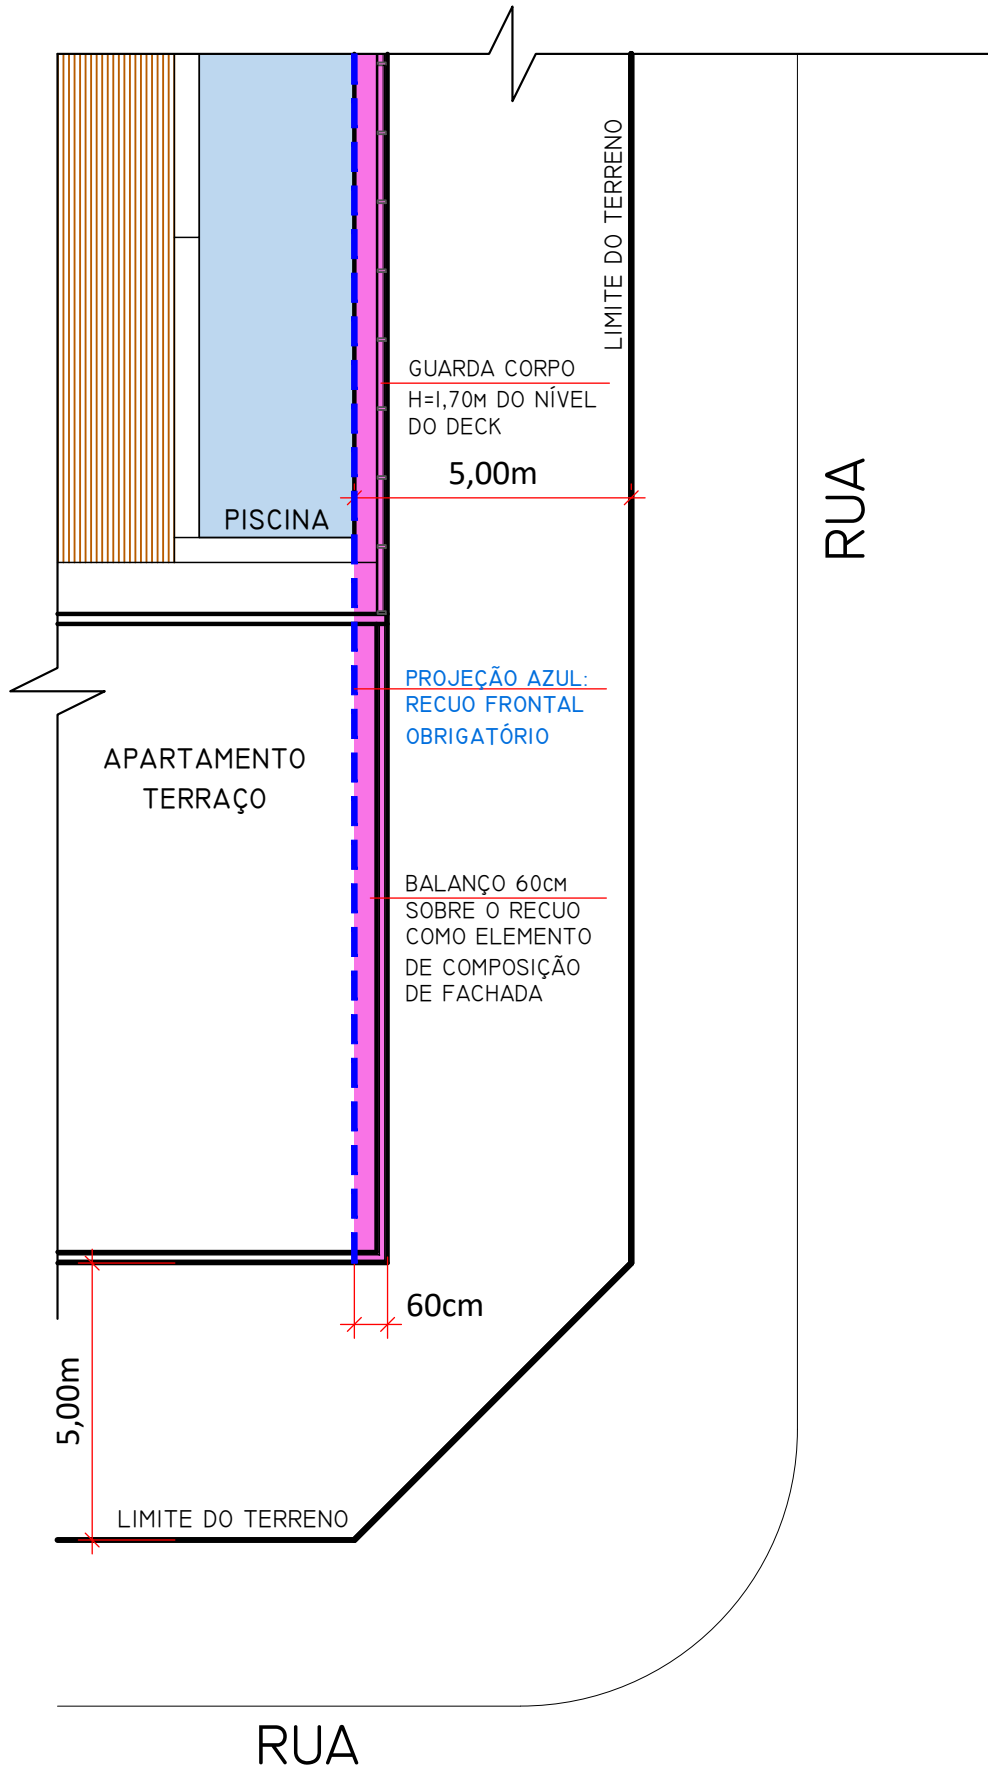 LIMITE DO TERRENO
GUARDA CORPO
H=1,70M DO NÍVEL
DO DECK
5,00m
RUA
PISCINA
PROJEÇÃO AZUL:
RECUO FRONTAL
OBRIGATÓRIO
APARTAMENTO
TERRAÇO
BALANÇO 60CM
SOBRE O RECUO
COMO ELEMENTO
DE COMPOSIÇÃO
DE FACHADA
60cm
5,00m
LIMITE DO TERRENO
RUA